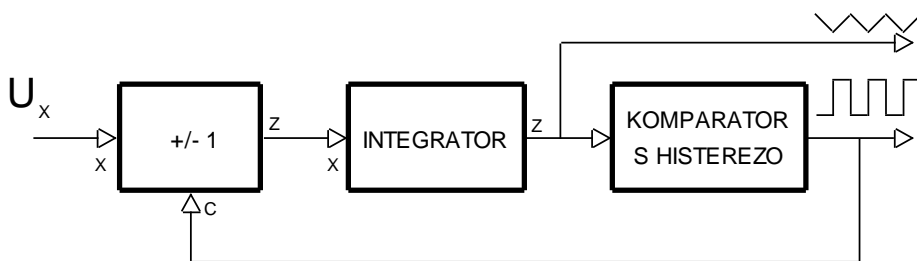 U X
X
+/- 1
Z
C
X
INTEGRATOR
Z
KOMPARATOR
S HISTEREZO